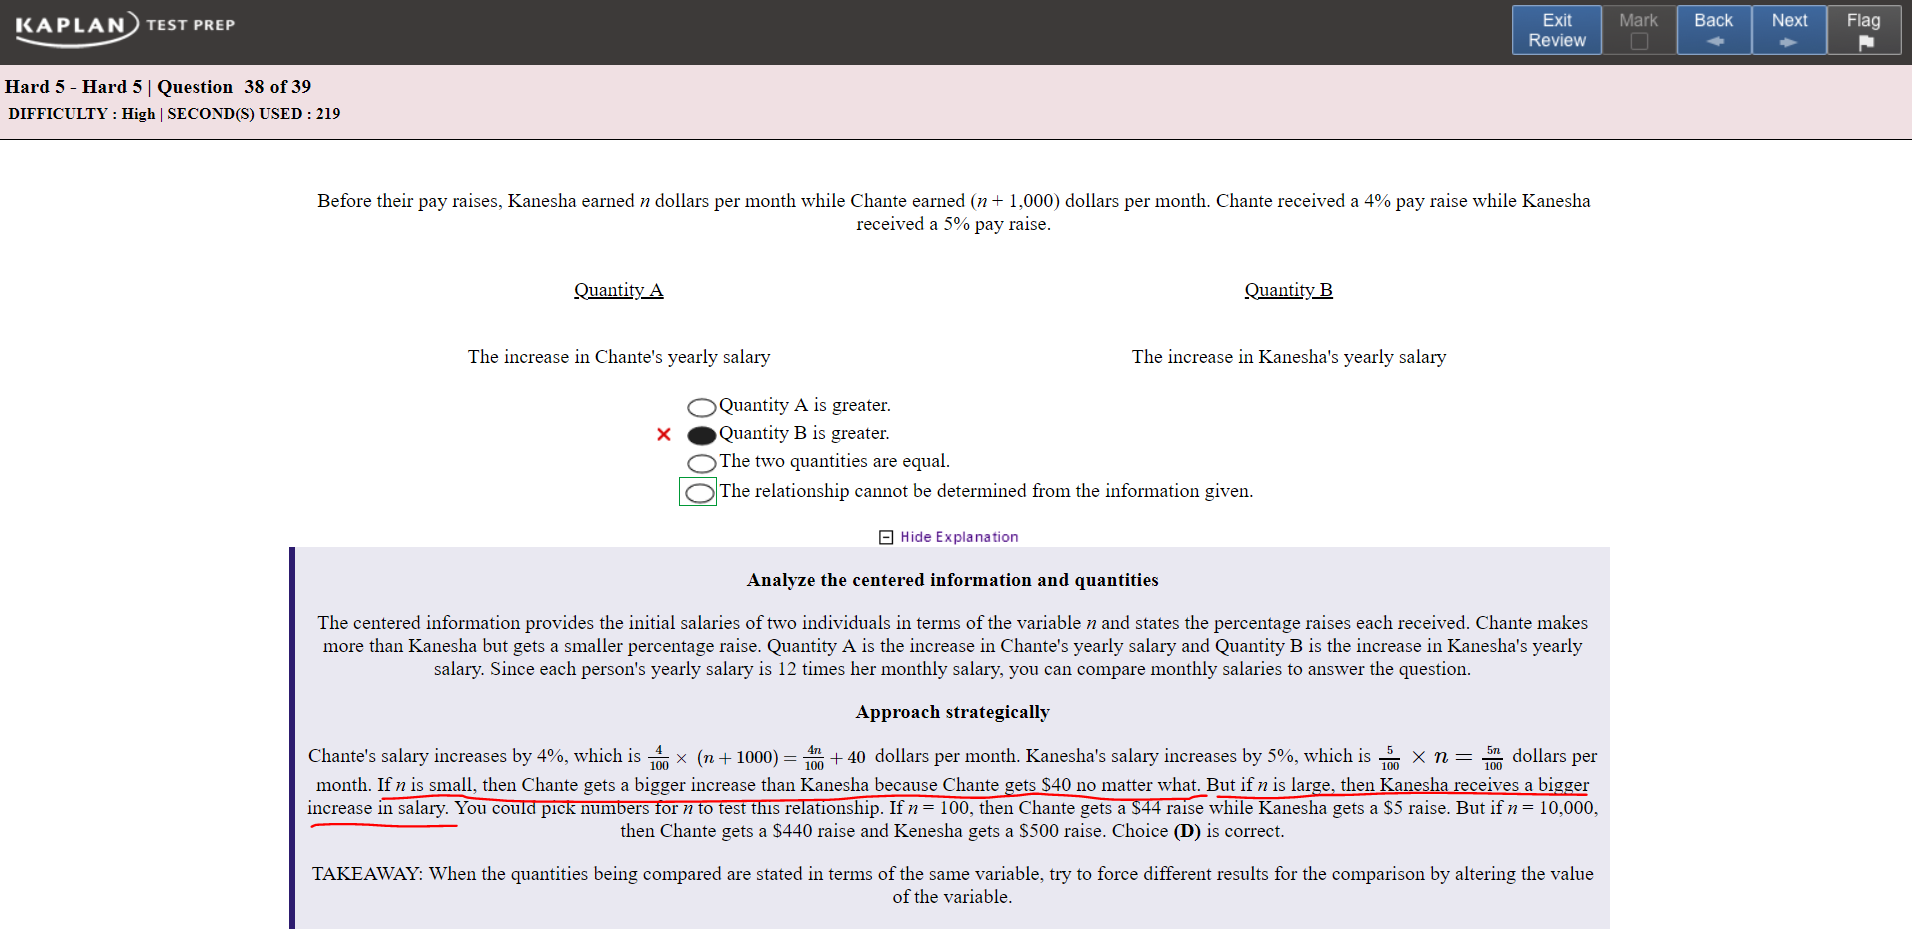 KAPLAN TEST PREP
Exit Review
Mark
Back
Next
Flag
Hard 5 - Hard 5 | Question 38 of 39
DIFFICULTY : High | SECOND(S) USED : 219
Before their pay raises, Kanesha earned n dollars per month while Chante earned (n + 1,000) dollars per month. Chante received a 4% pay raise while Kanesha
received a 5% pay raise.
Quantity A
Quantity B
The increase in Chante's yearly salary
The increase in Kanesha's yearly salary
Quantity A is greater.
Quantity B is greater.
The two quantities are equal.
The relationship cannot be determined from the information given.
Hide Explanation
Analyze the centered information and quantities
The centered information provides the initial salaries of two individuals in terms of the variable n and states the percentage raises each received. Chante makes
more than Kanesha but gets a smaller percentage raise. Quantity A is the increase in Chante's yearly salary and Quantity B is the increase in Kanesha's yearly
salary. Since each person's yearly salary is 12 times her monthly salary, you can compare monthly salaries to answer the question.
Approach strategically
Chante's salary increases by 4%, which is 4/100 × (n + 1000) = 4n/100 + 40 dollars per month. Kanesha's salary increases by 5%, which is 5/100 × n = 5n/100 dollars per
month. If n is small, then Chante gets a bigger increase than Kanesha because Chante gets $40 no matter what. But if n is large, then Kanesha receives a bigger
increase in salary. You could pick numbers for n to test this relationship. If n = 100, then Chante gets a $44 raise while Kanesha gets a $5 raise. But if n = 10,000,
then Chante gets a $440 raise and Kenesha gets a $500 raise. Choice (D) is correct.
TAKEAWAY: When the quantities being compared are stated in terms of the same variable, try to force different results for the comparison by altering the value
of the variable.